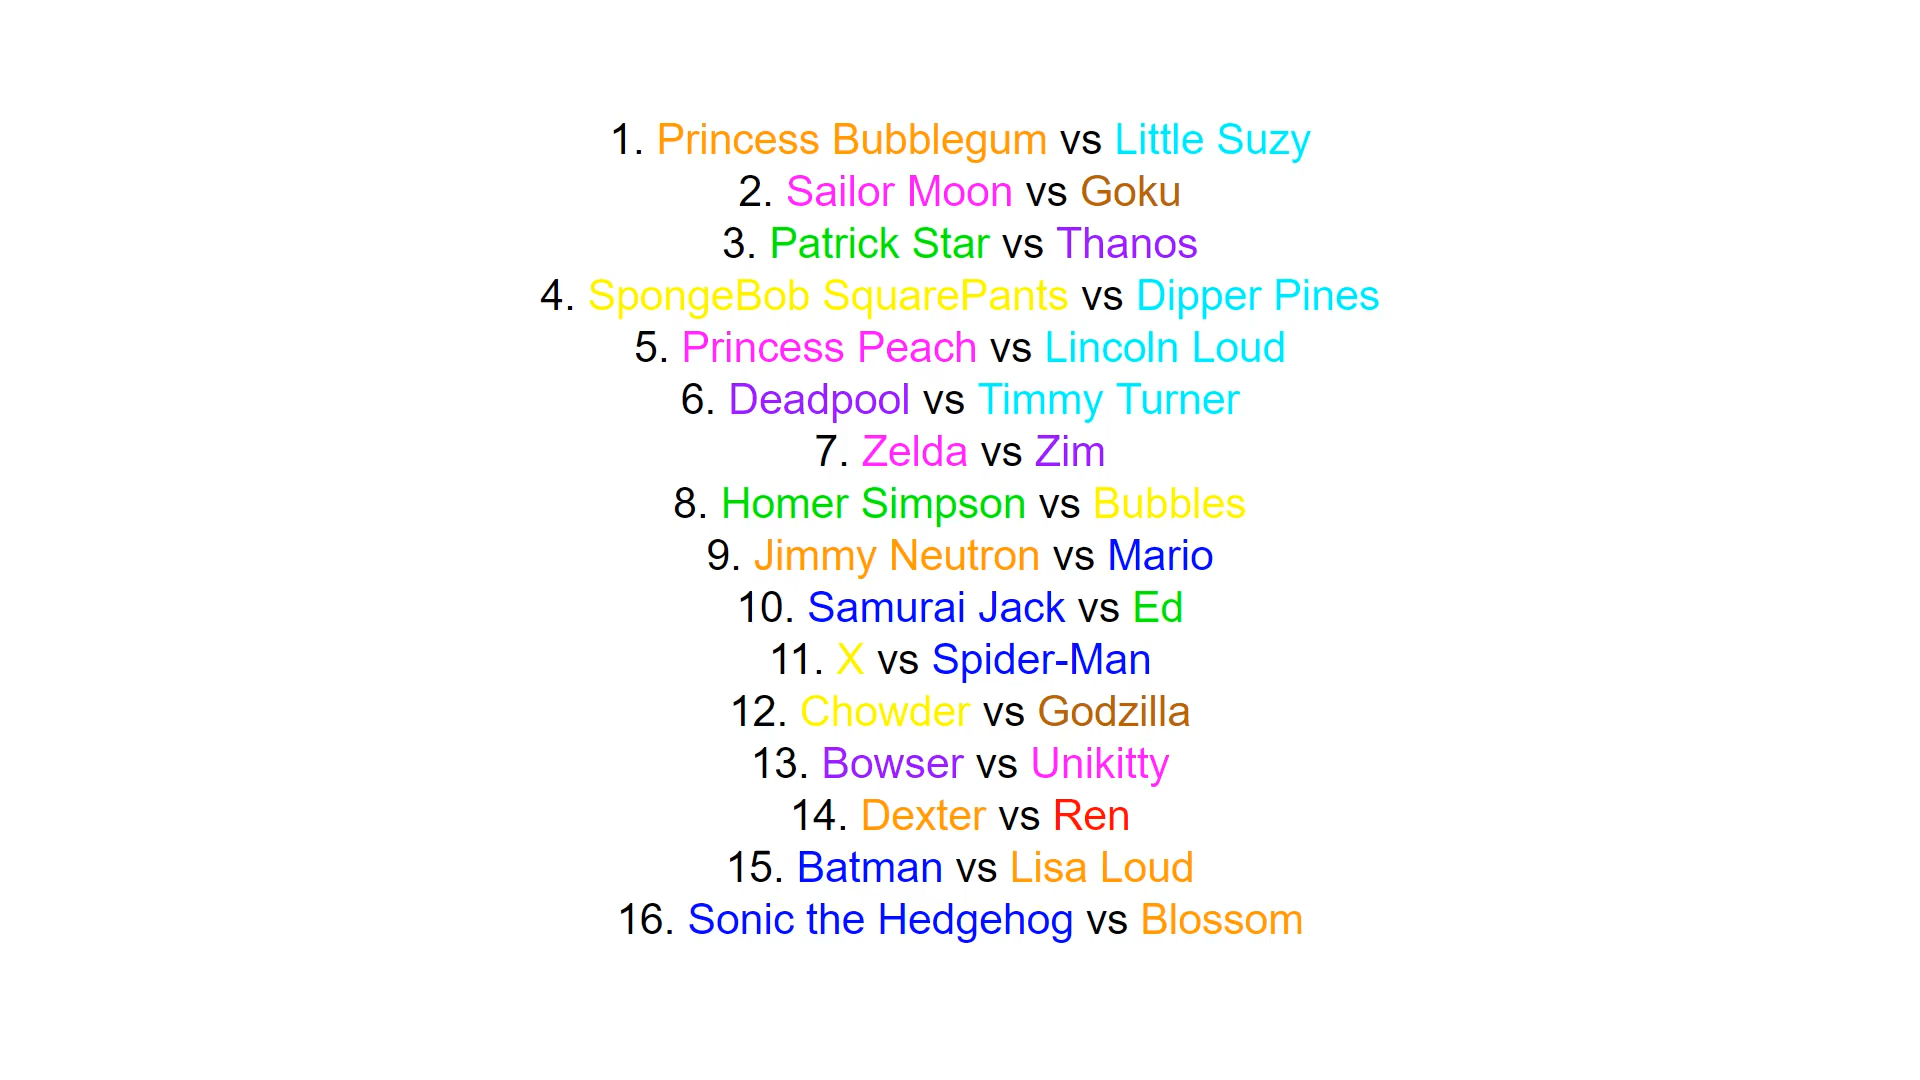 1. Princess Bubblegum vs Little Suzy
2. Sailor Moon vs Goku
3. Patrick Star vs Thanos
4. SpongeBob SquarePants vs Dipper Pines
5. Princess Peach vs Lincoln Loud
6. Deadpool vs Timmy Turner
7. Zelda vs Zim
8. Homer Simpson vs Bubbles
9. Jimmy Neutron vs Mario
10. Samurai Jack vs Ed
11. X vs Spider-Man
12. Chowder vs Godzilla
13. Bowser vs Unikitty
14. Dexter vs Ren
15. Batman vs Lisa Loud
16. Sonic the Hedgehog vs Blossom